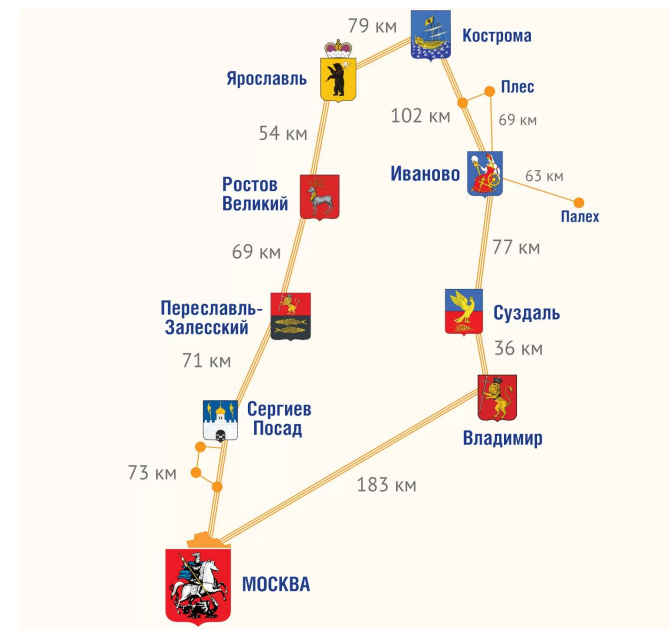 79 км
Кострома
Ярославль
Плес
102 км
69 км
54 км
Иваново
63 км
Ростов
Великий
Палех
77 км
69 км
Переславль-
Залесский
Суздаль
36 км
71 км
Сергиев
Посад
Владимир
73 км
183 км
МОСКВА